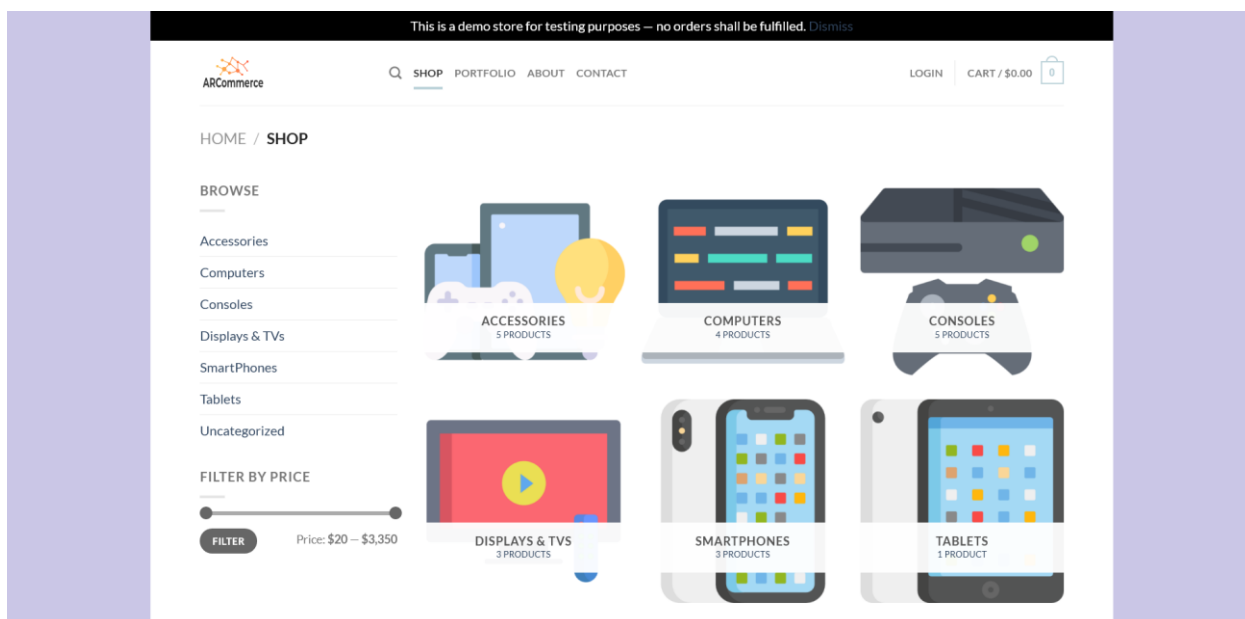 This is a demo store for testing purposes — no orders shall be fulfilled. Dismiss
ARCommerce
SHOP PORTFOLIO ABOUT CONTACT
LOGIN CART / $0.00 0
HOME / SHOP
BROWSE
Accessories
Computers
Consoles
Displays & TVs
SmartPhones
Tablets
Uncategorized
FILTER BY PRICE
FILTER Price: $20 — $3,350
ACCESSORIES
5 PRODUCTS
COMPUTERS
4 PRODUCTS
CONSOLES
5 PRODUCTS
DISPLAYS & TVS
3 PRODUCTS
SMARTPHONES
3 PRODUCTS
TABLETS
1 PRODUCT